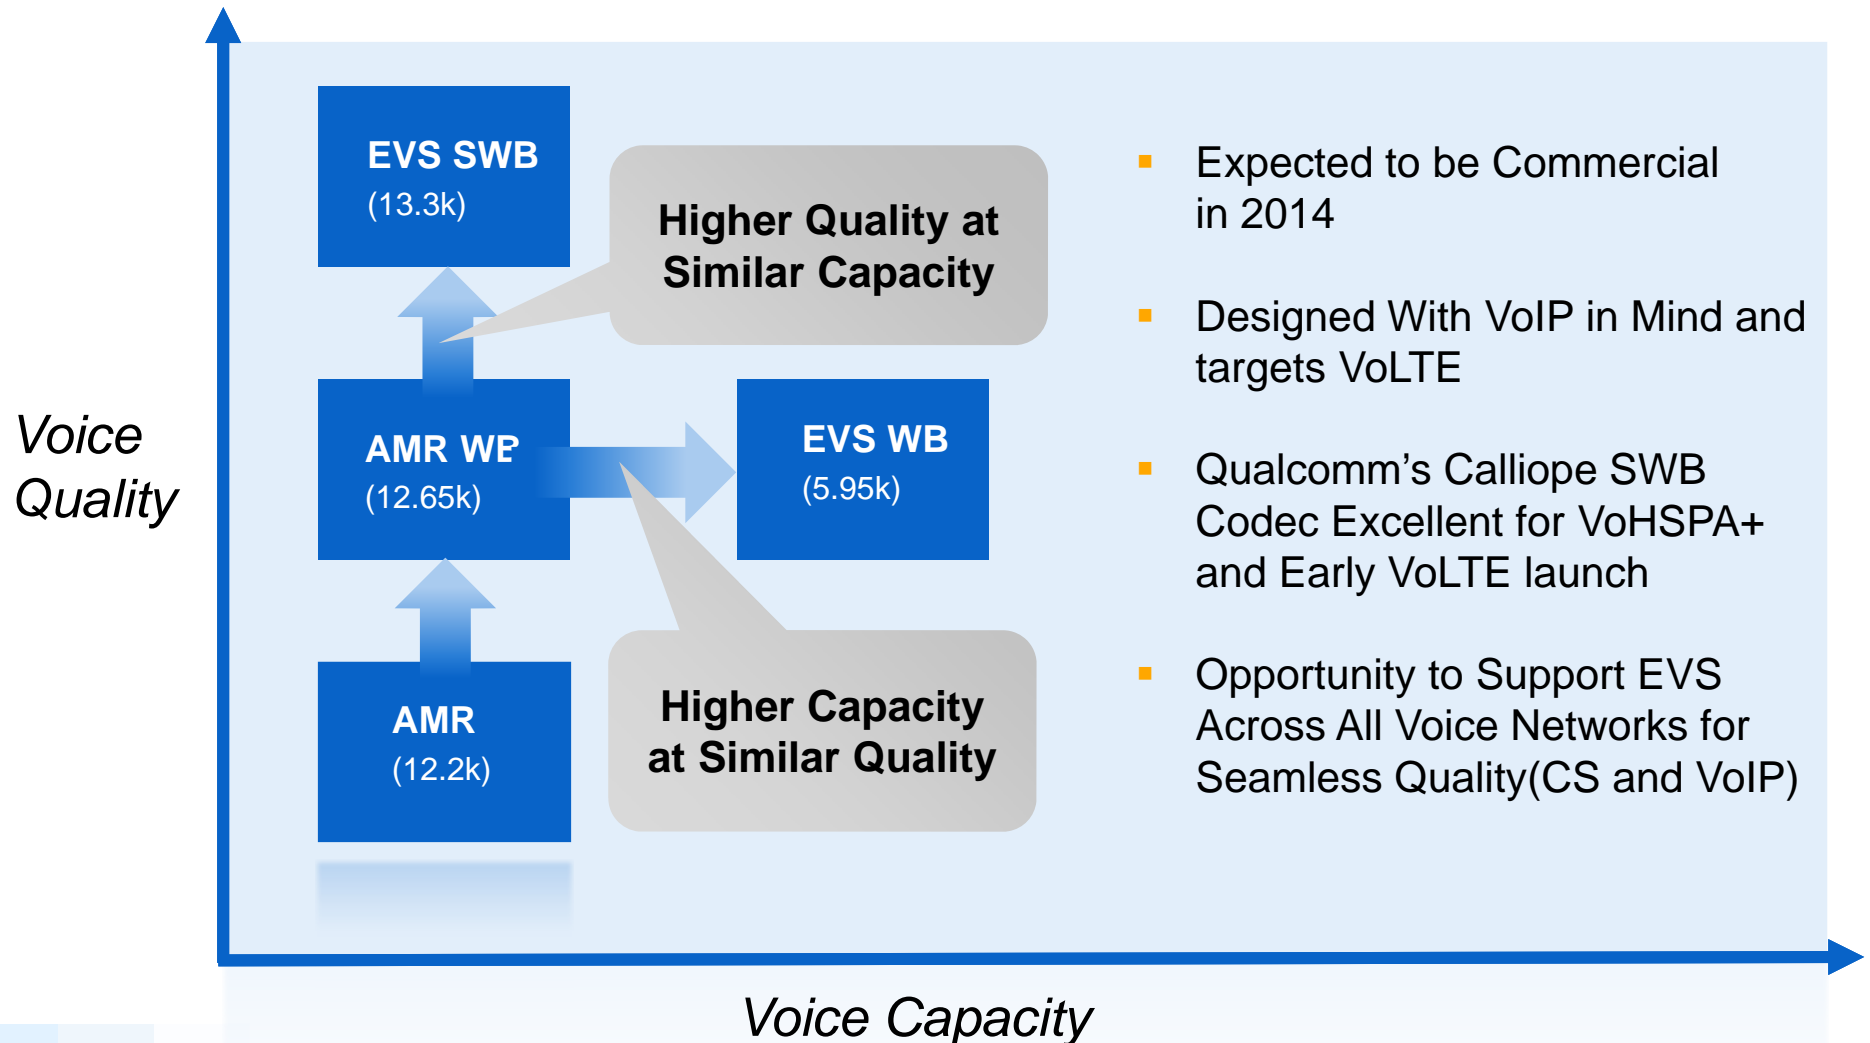 Voice
Quality
EVS SWB
(13.3k)
Higher Quality at
Similar Capacity
AMR WB
(12.65k)
EVS WB
(5.95k)
AMR
(12.2k)
Higher Capacity
at Similar Quality
Expected to be Commercial
in 2014
Designed With VoIP in Mind and
targets VoLTE
Qualcomm’s Calliope SWB
Codec Excellent for VoHSPA+
and Early VoLTE launch
Opportunity to Support EVS
Across All Voice Networks for
Seamless Quality(CS and VoIP)
Voice Capacity